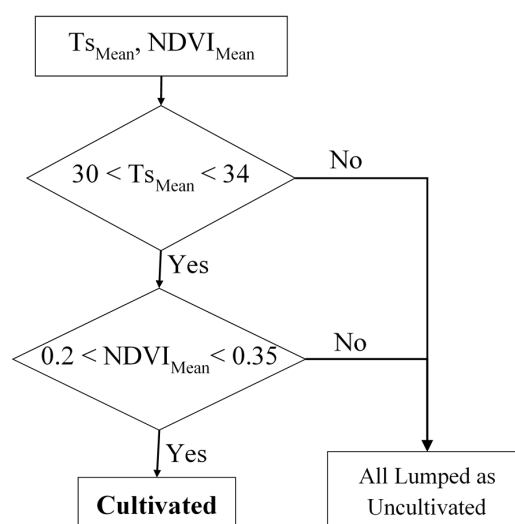 Ts_Mean, NDVI_Mean
30 < Ts_Mean < 34
No
Yes
0.2 < NDVI_Mean < 0.35
No
Yes
Cultivated
All Lumped as
Uncultivated